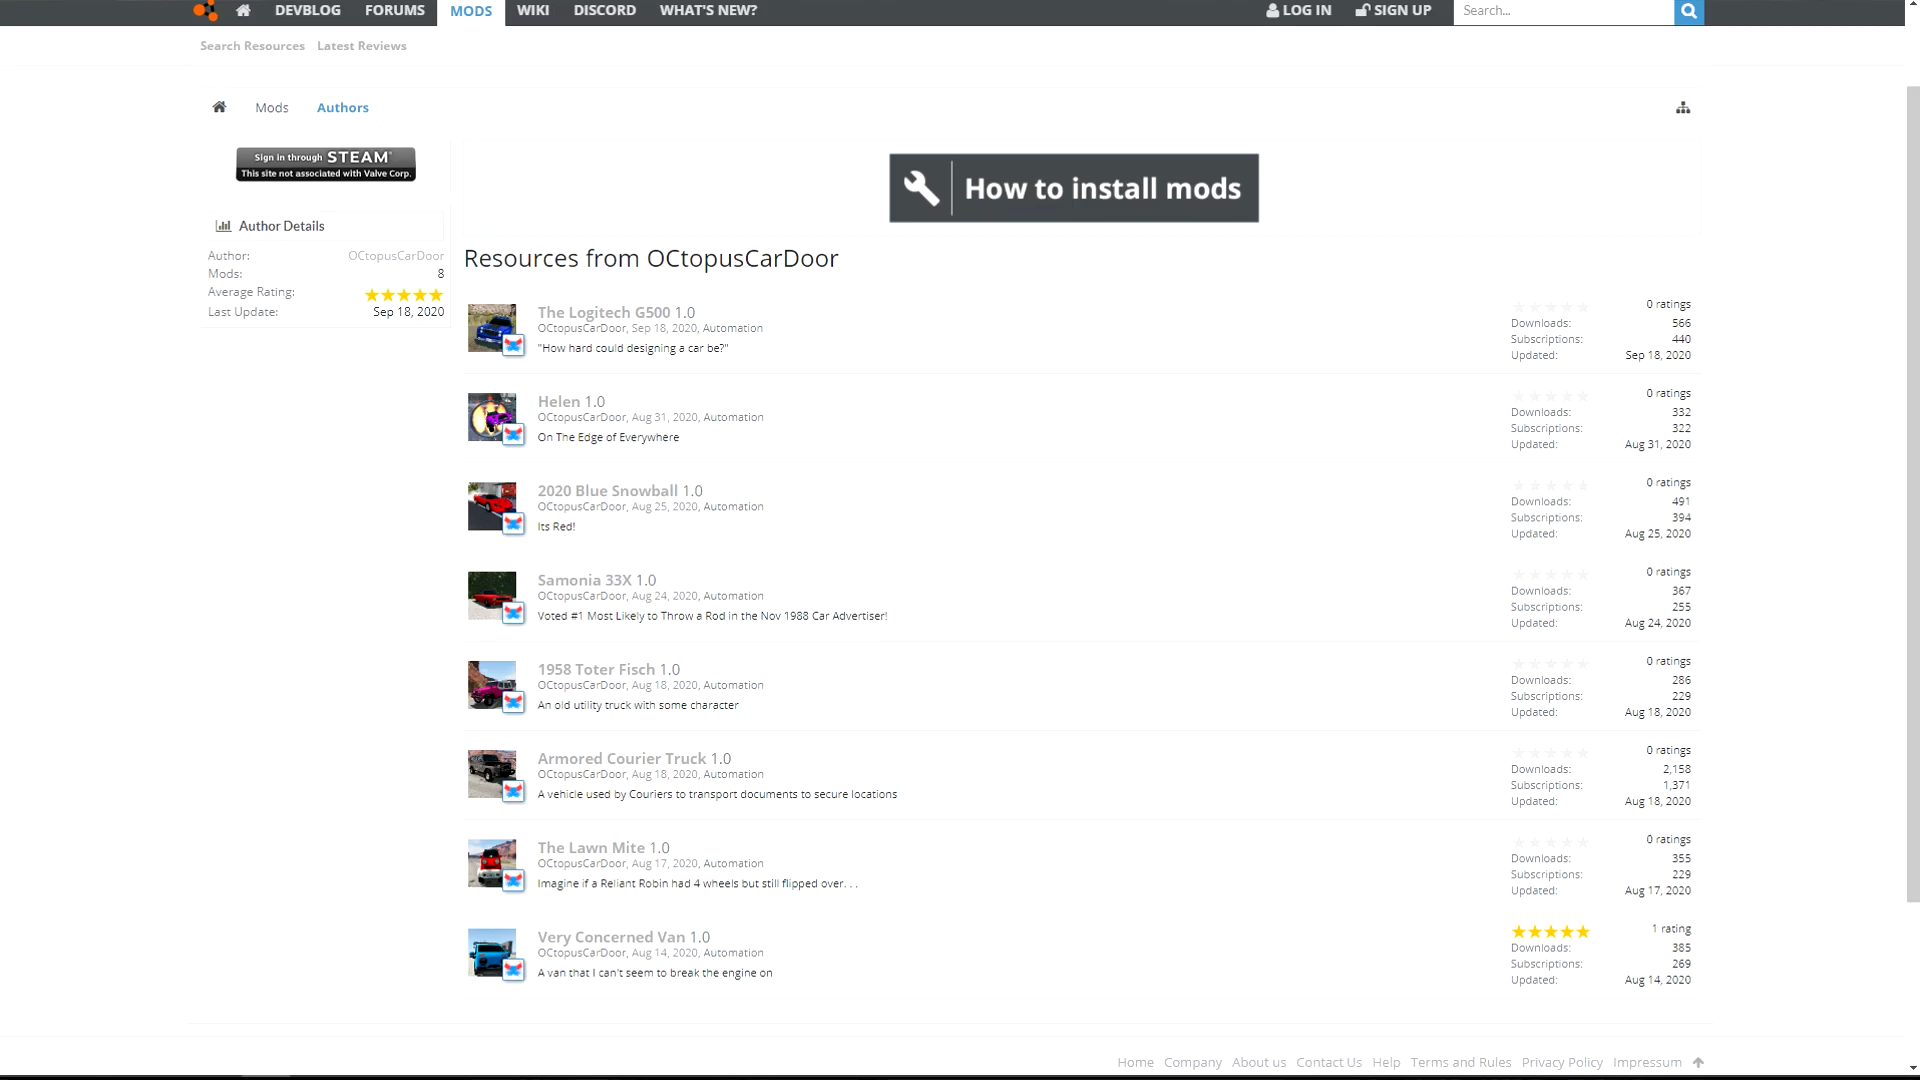 DEVBLOG FORUMS MODS WIKI DISCORD WHAT'S NEW? LOG IN SIGN UP Search...
Search Resources Latest Reviews
Mods Authors
Sign in through STEAM
This site not associated with Valve Corp.
How to install mods
Author Details
Author: OCtopusCarDoor
Mods: 8
Average Rating:
Last Update: Sep 18, 2020
Resources from OCtopusCarDoor
The Logitech G500 1.0
OCtopusCarDoor, Sep 18, 2020, Automation
"How hard could designing a car be?"
0 ratings
Downloads: 566
Subscriptions: 440
Updated: Sep 18, 2020
Helen 1.0
OCtopusCarDoor, Aug 31, 2020, Automation
On The Edge of Everywhere
0 ratings
Downloads: 332
Subscriptions: 322
Updated: Aug 31, 2020
2020 Blue Snowball 1.0
OCtopusCarDoor, Aug 25, 2020, Automation
Its Red!
0 ratings
Downloads: 491
Subscriptions: 394
Updated: Aug 25, 2020
Samonia 33X 1.0
OCtopusCarDoor, Aug 24, 2020, Automation
Voted #1 Most Likely to Throw a Rod in the Nov 1988 Car Advertiser!
0 ratings
Downloads: 367
Subscriptions: 255
Updated: Aug 24, 2020
1958 Toter Fisch 1.0
OCtopusCarDoor, Aug 18, 2020, Automation
An old utility truck with some character
0 ratings
Downloads: 286
Subscriptions: 229
Updated: Aug 18, 2020
Armored Courier Truck 1.0
OCtopusCarDoor, Aug 18, 2020, Automation
A vehicle used by Couriers to transport documents to secure locations
0 ratings
Downloads: 2,158
Subscriptions: 1,371
Updated: Aug 18, 2020
The Lawn Mite 1.0
OCtopusCarDoor, Aug 17, 2020, Automation
Imagine if a Reliant Robin had 4 wheels but still flipped over. . .
0 ratings
Downloads: 355
Subscriptions: 229
Updated: Aug 17, 2020
Very Concerned Van 1.0
OCtopusCarDoor, Aug 14, 2020, Automation
A van that I can't seem to break the engine on
1 rating
Downloads: 385
Subscriptions: 269
Updated: Aug 14, 2020
Home Company About us Contact Us Help Terms and Rules Privacy Policy Impressum